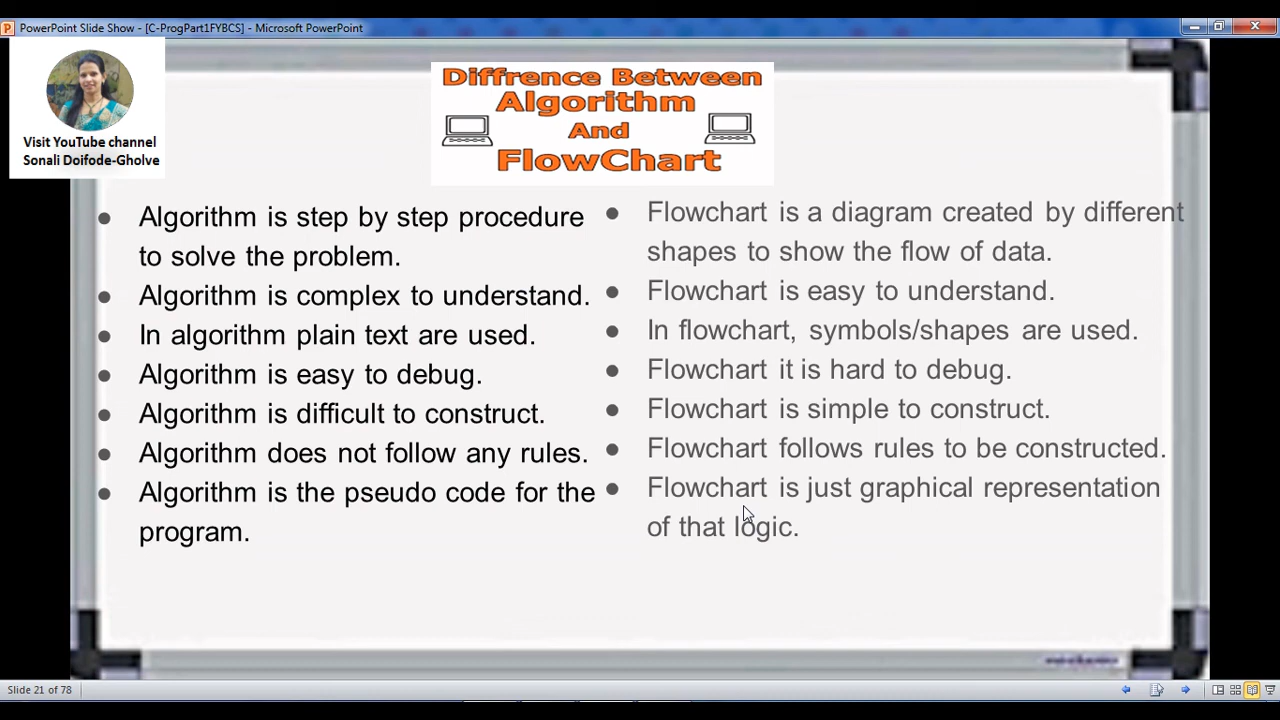 PowerPoint Slide Show - [C-ProgPart1FYBCS] - Microsoft PowerPoint
Visit YouTube channel
Sonali Doifode-Gholve
Diffrence Between
Algorithm
And
FlowChart
Algorithm is step by step procedure
to solve the problem.
Algorithm is complex to understand.
In algorithm plain text are used.
Algorithm is easy to debug.
Algorithm is difficult to construct.
Algorithm does not follow any rules.
Algorithm is the pseudo code for the
program.
Flowchart is a diagram created by different
shapes to show the flow of data.
Flowchart is easy to understand.
In flowchart, symbols/shapes are used.
Flowchart it is hard to debug.
Flowchart is simple to construct.
Flowchart follows rules to be constructed.
Flowchart is just graphical representation
of that logic.
Slide 21 of 78